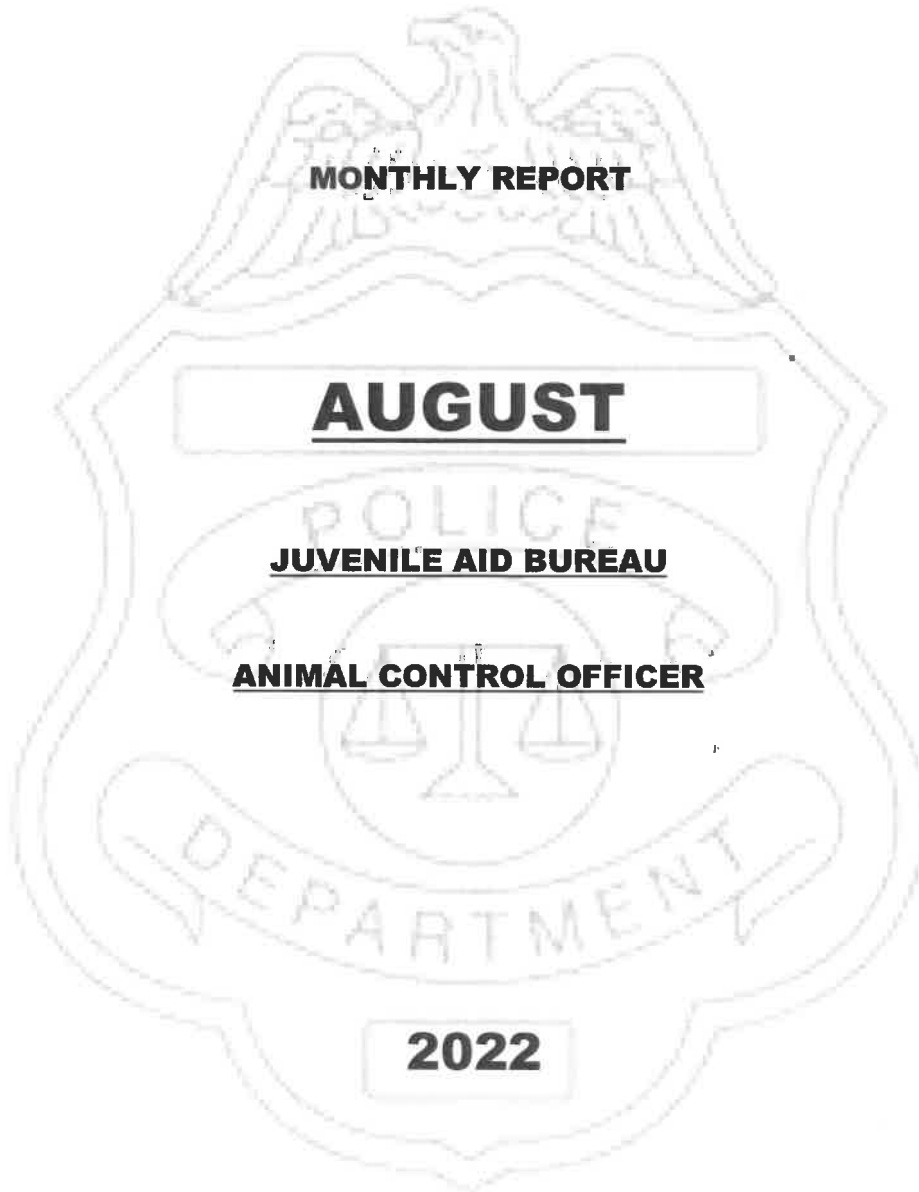 MONTHLY REPORT
AUGUST
POLICE
JUVENILE AID BUREAU
ANIMAL CONTROL OFFICER
DEPARTMENT
2022